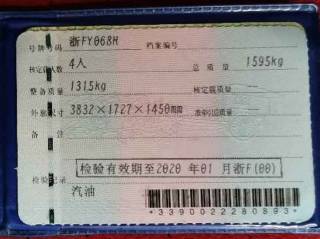 号牌号码 浙FY068R 档案编号
核定载人数 4人 总质量 1595kg
整备质量 1315kg 核定载质量
外廓尺寸 3832×1727×1450mm 准牵引总质量
备注
检验有效期至2020 年01 月浙F(00)
检验记录
汽油
*3390022280893*